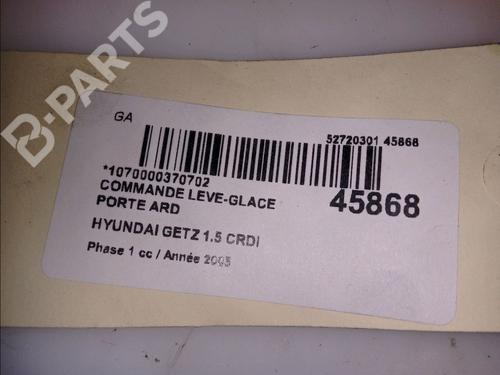 B-PARTS
GA
52720301 45868
*1070000370702
COMMANDE LEVE-GLACE
PORTE ARD
45868
HYUNDAI GETZ 1.5 CRDI
Phase 1 cc / Année 2005